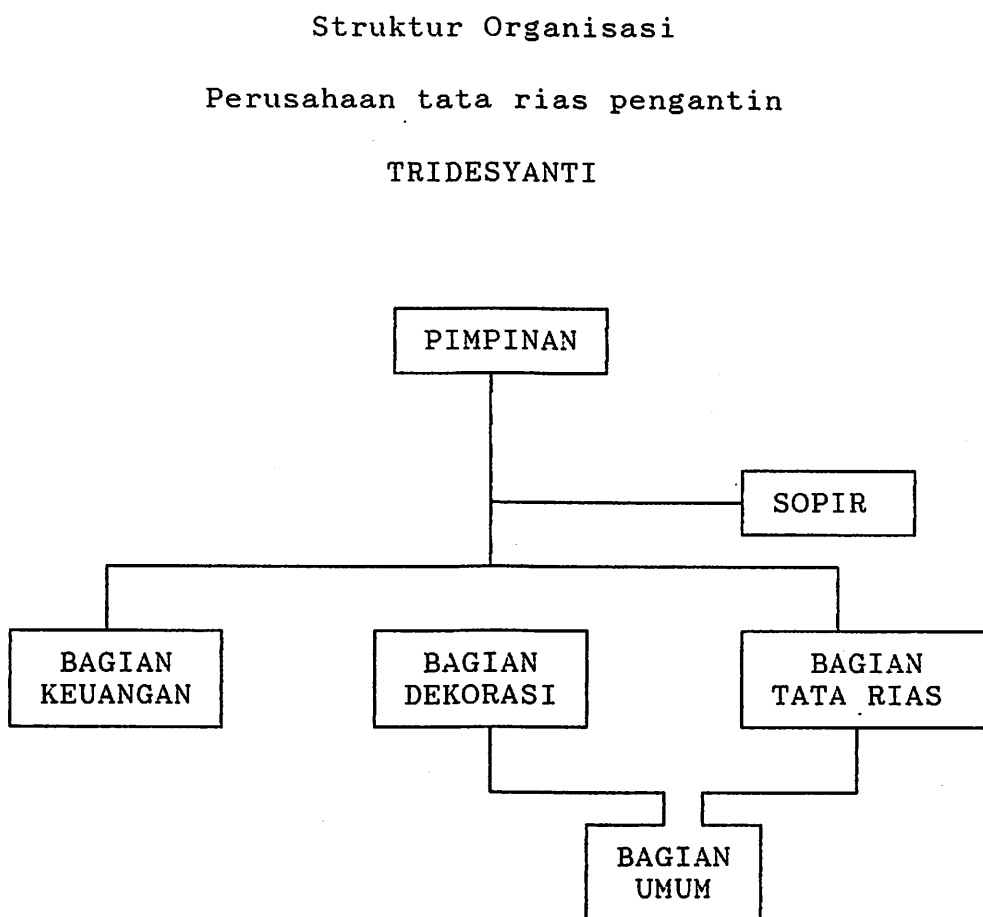 Struktur Organisasi
Perusahaan tata rias pengantin
TRIDESYANTI
PIMPINAN
SOPIR
BAGIAN
KEUANGAN
BAGIAN
DEKORASI
BAGIAN
TATA RIAS
BAGIAN
UMUM